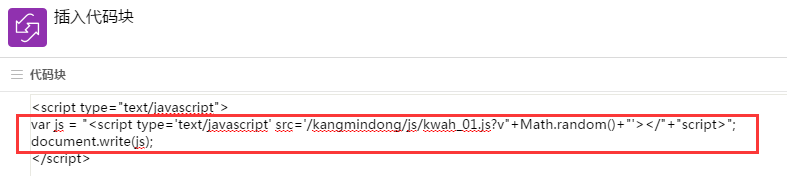 插入代码块
代码块
<script type="text/javascript">
var js = "<script type='text/javascript' src='/kangmindong/js/kwah_01.js?v"+Math.random()+"'></"+"script>";
document.write(js);
</script>